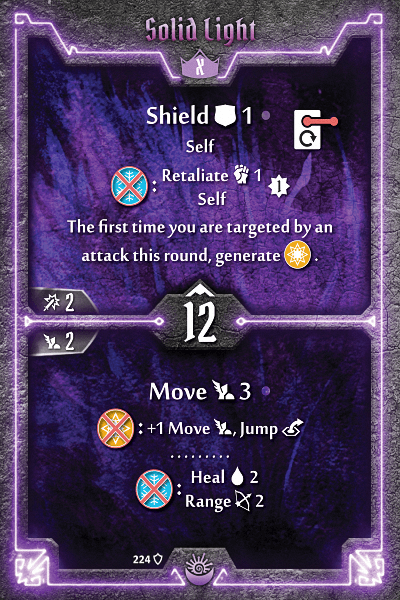 Solid Light
X
Shield 1
Self
: Retaliate 1 1
Self
The first time you are targeted by an
attack this round, generate .
2
12
2
Move 3
: +1 Move , Jump
.........
: Heal 2
Range 2
224